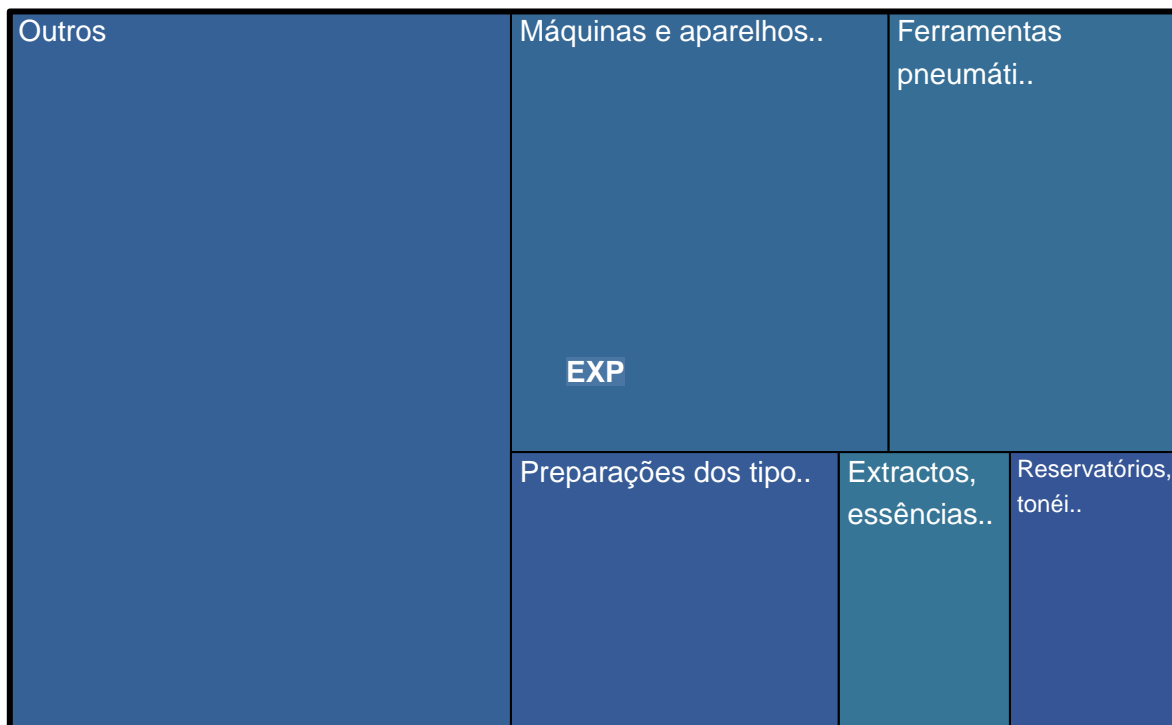 Outros
Máquinas e aparelhos..
Ferramentas
pneumáti..
EXP
Preparações dos tipo..
Extractos,
essências..
Reservatórios,
tonéi..